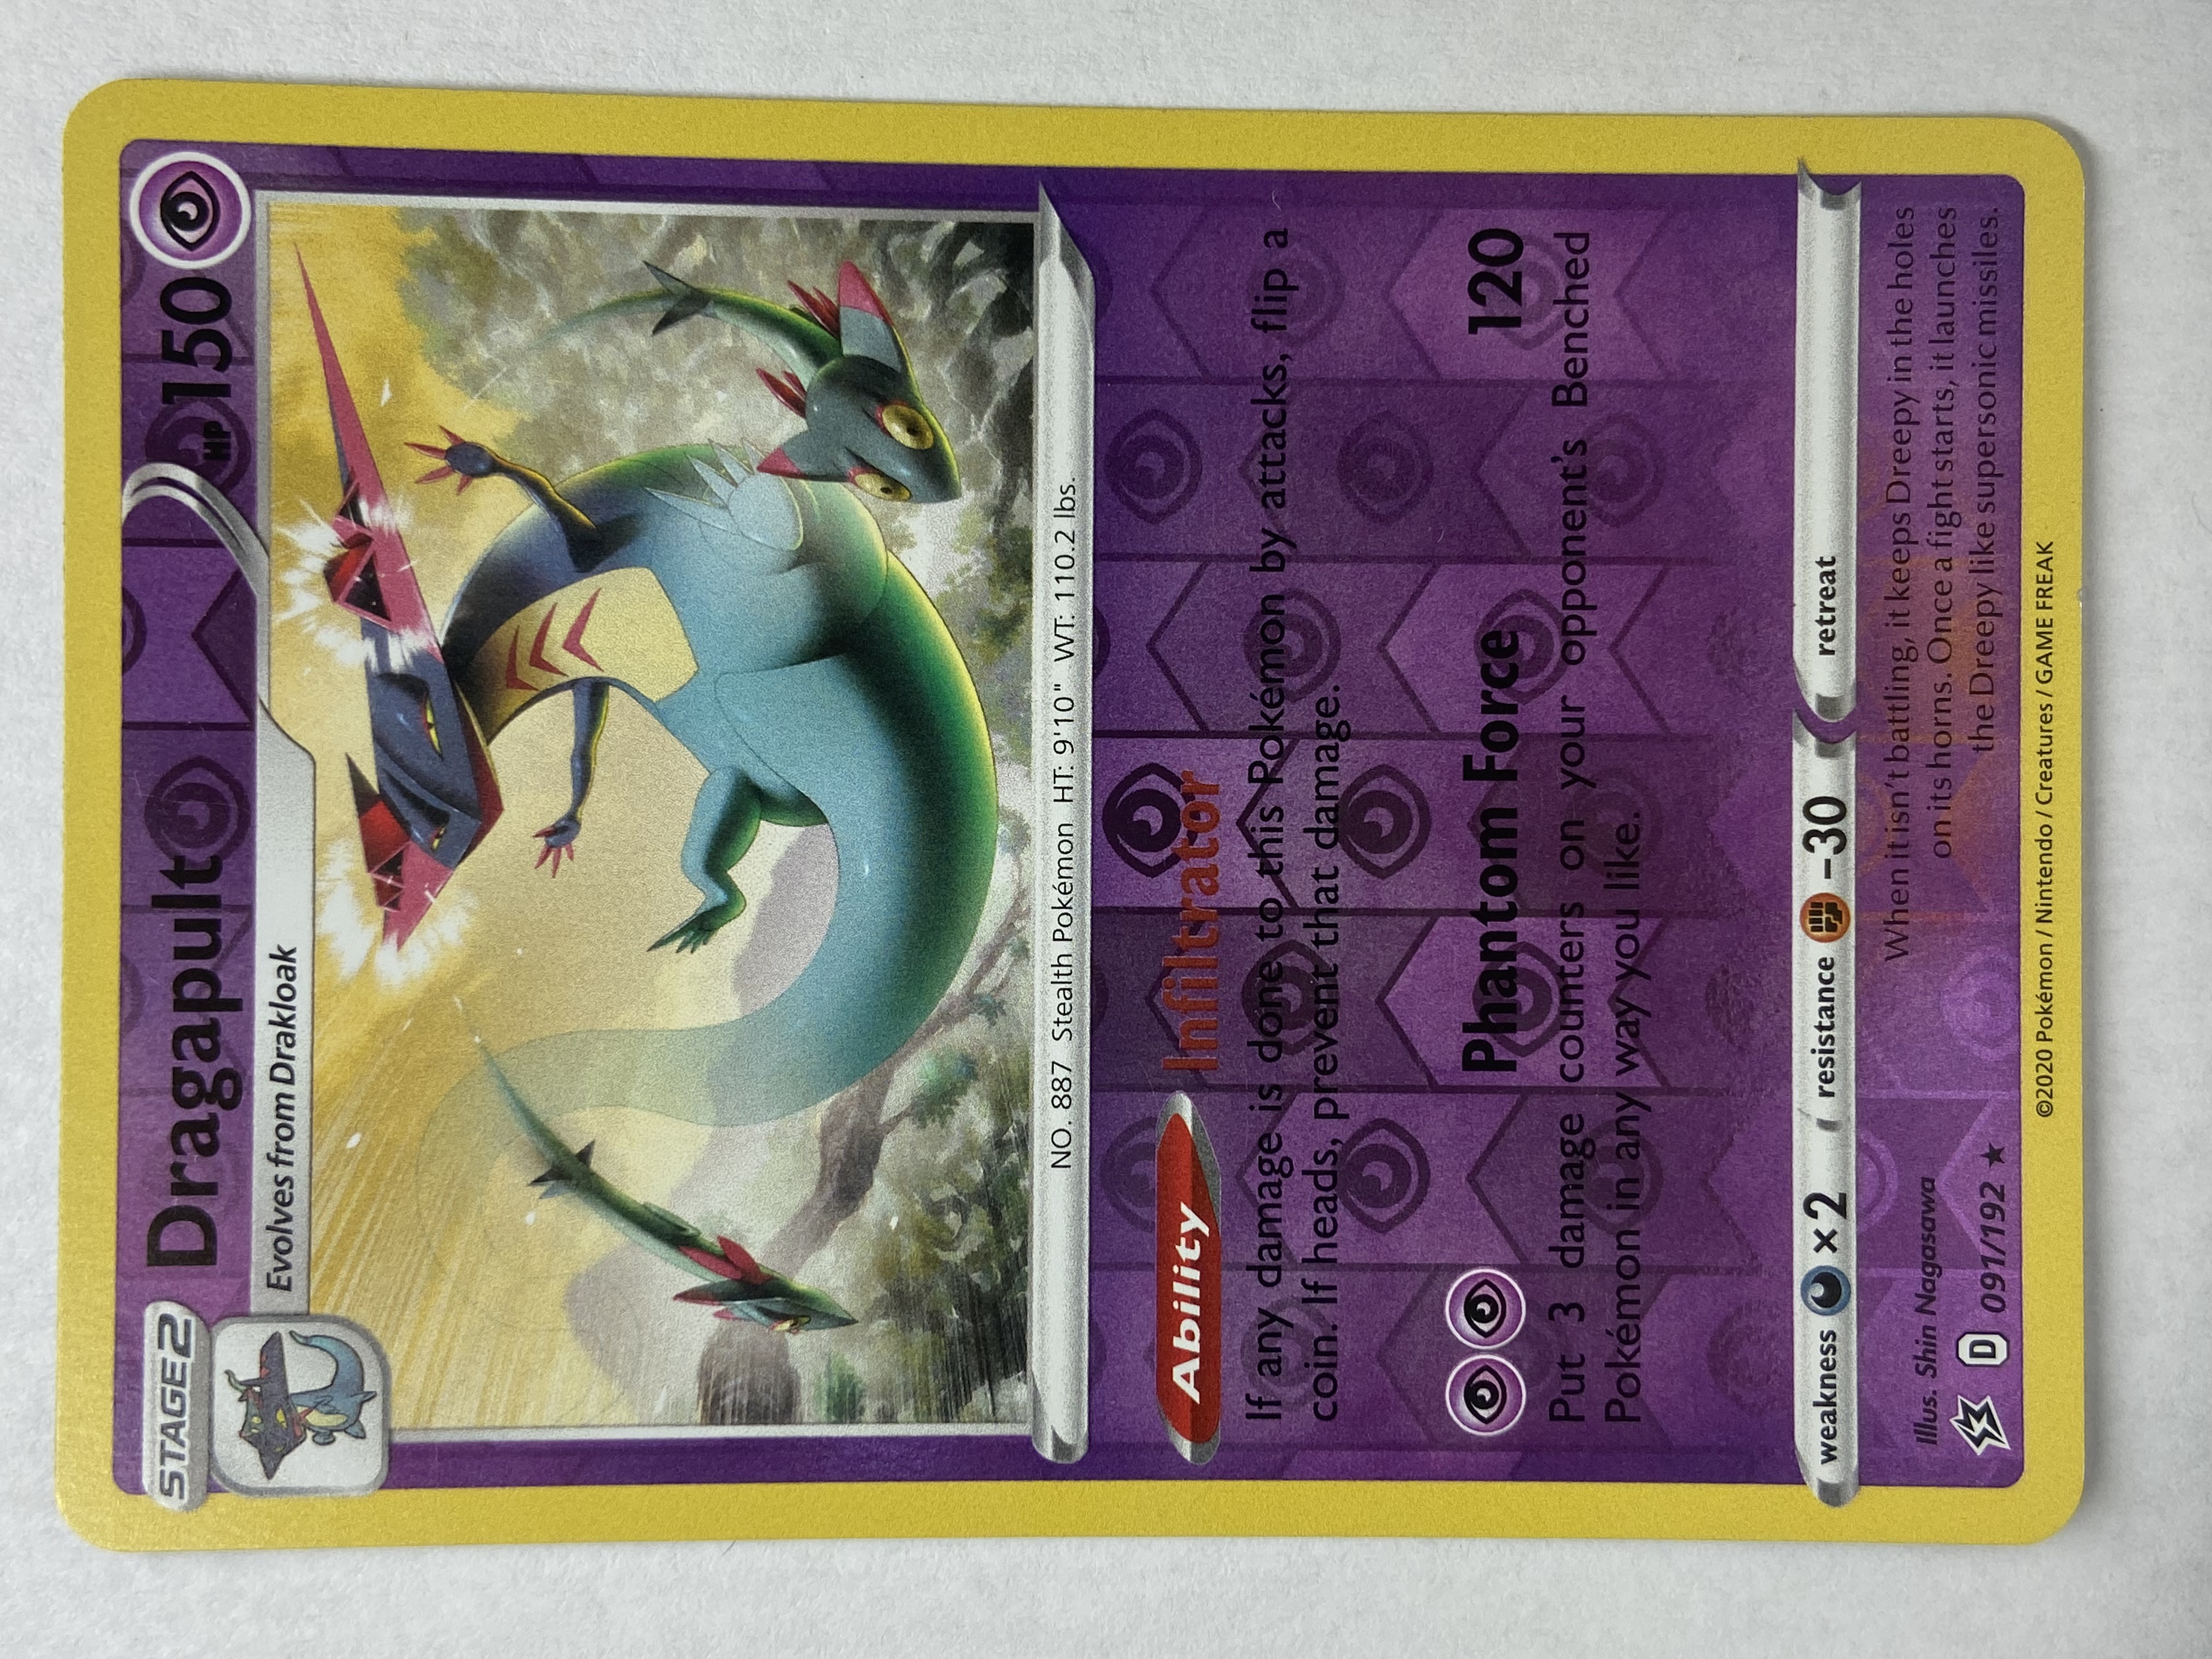 STAGE2
Dragapult
HP 150
Evolves from Drakloak
NO. 887 Stealth Pokémon HT: 9'10" WT: 110.2 lbs.
Ability Infiltrator
If any damage is done to this Pokémon by attacks, flip a
coin. If heads, prevent that damage.
Phantom Force 120
Put 3 damage counters on your opponent's Benched
Pokémon in any way you like.
weakness ×2 resistance -30 retreat
When it isn't battling, it keeps Dreepy in the holes
on its horns. Once a fight starts, it launches
the Dreepy like supersonic missiles.
Illus. Shin Nagasawa
D 091/192 ★
©2020 Pokémon / Nintendo / Creatures / GAME FREAK